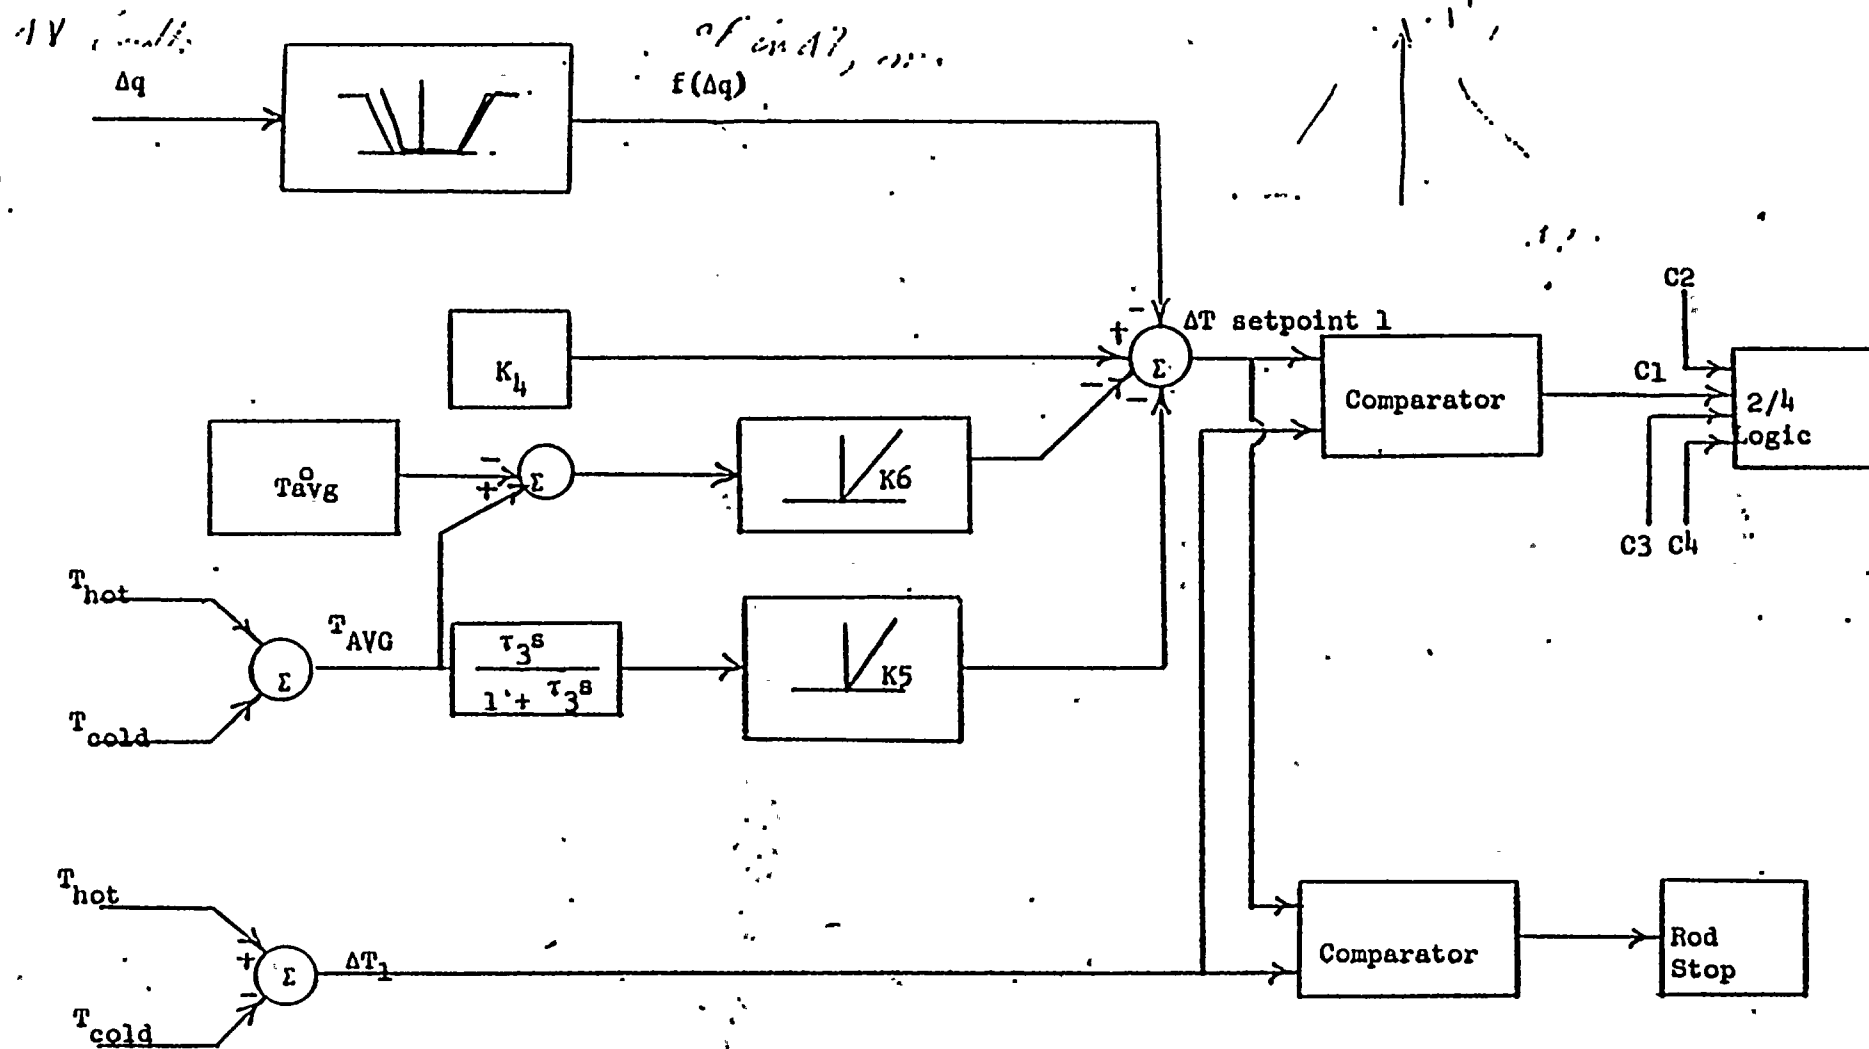 Δq
f(Δq)
-
+
-
-
Σ
ΔT setpoint 1
K4
T°avg
-
+
Σ
K6
Comparator
C2
C1
2/4
Logic
C3 C4
Thot
Tcold
Σ
TAVG
τ3s
1 + τ3s
K5
Thot
+
-
Tcold
Σ
ΔT1
Comparator
Rod
Stop